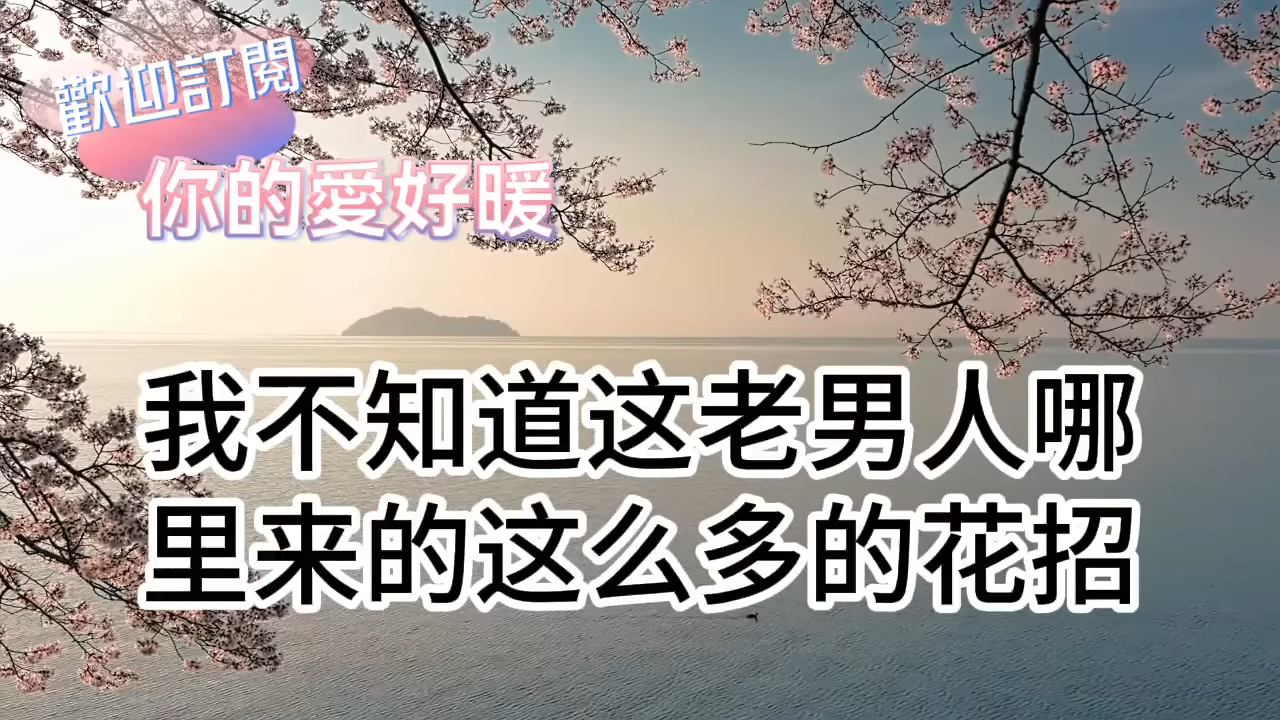 歡迎訂閱
你的愛好暖
我不知道这老男人哪
里来的这么多的花招